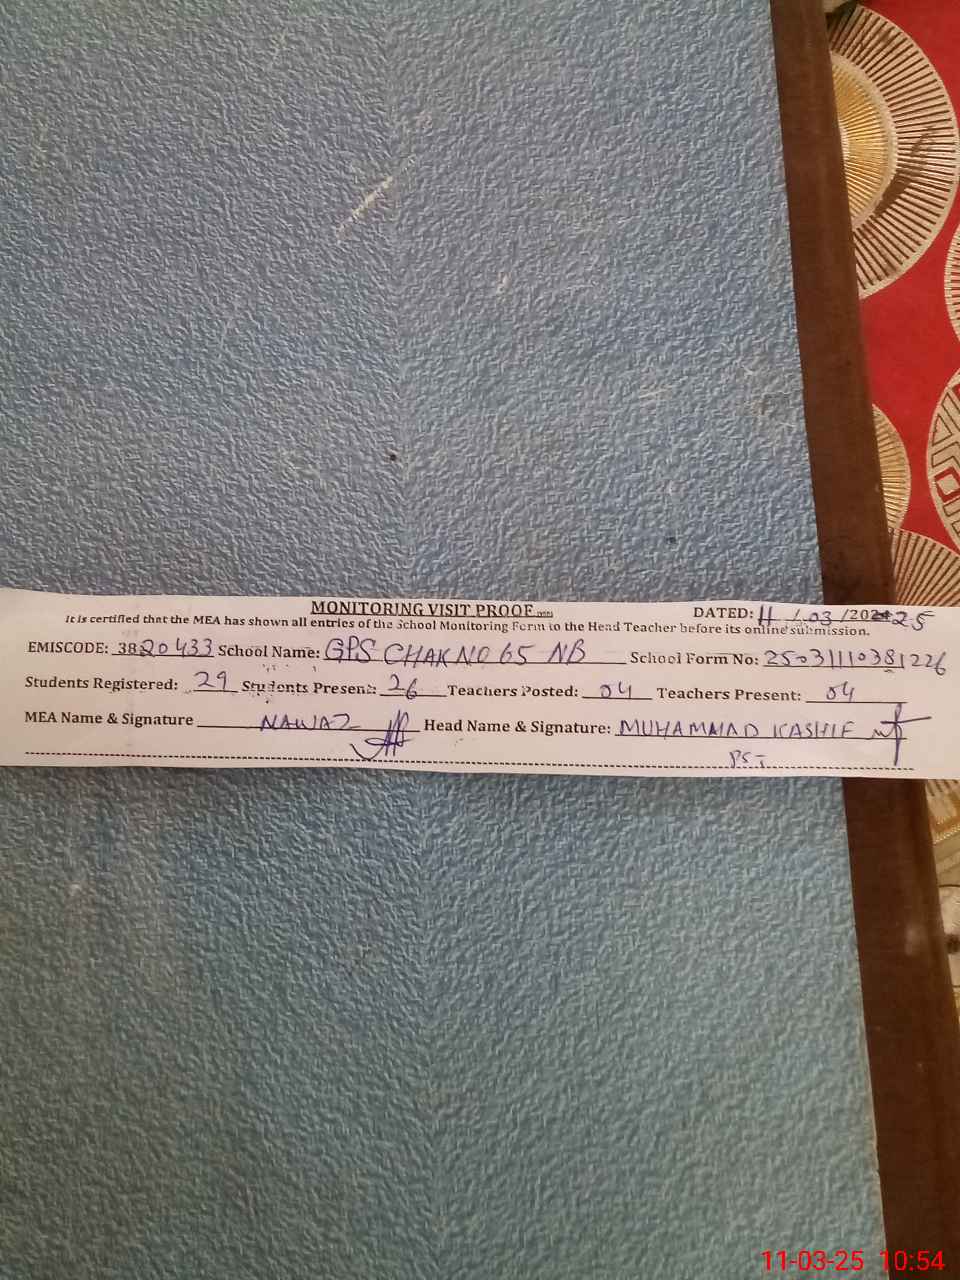 MONITORING VISIT PROOF
DATED: 11 / 03 / 2024 25
It is certified that the MEA has shown all entries of the School Monitoring Form to the Head Teacher before its online submission.
EMISCODE: 3820433 School Name: GPS CHAK NO 65 NB School Form No: 25031110381226
Students Registered: 29 Students Present: 26 Teachers Posted: 04 Teachers Present: 04
MEA Name & Signature NAWAZ Head Name & Signature: MUHAMMAD KASHIF
PST
11-03-25 10:54